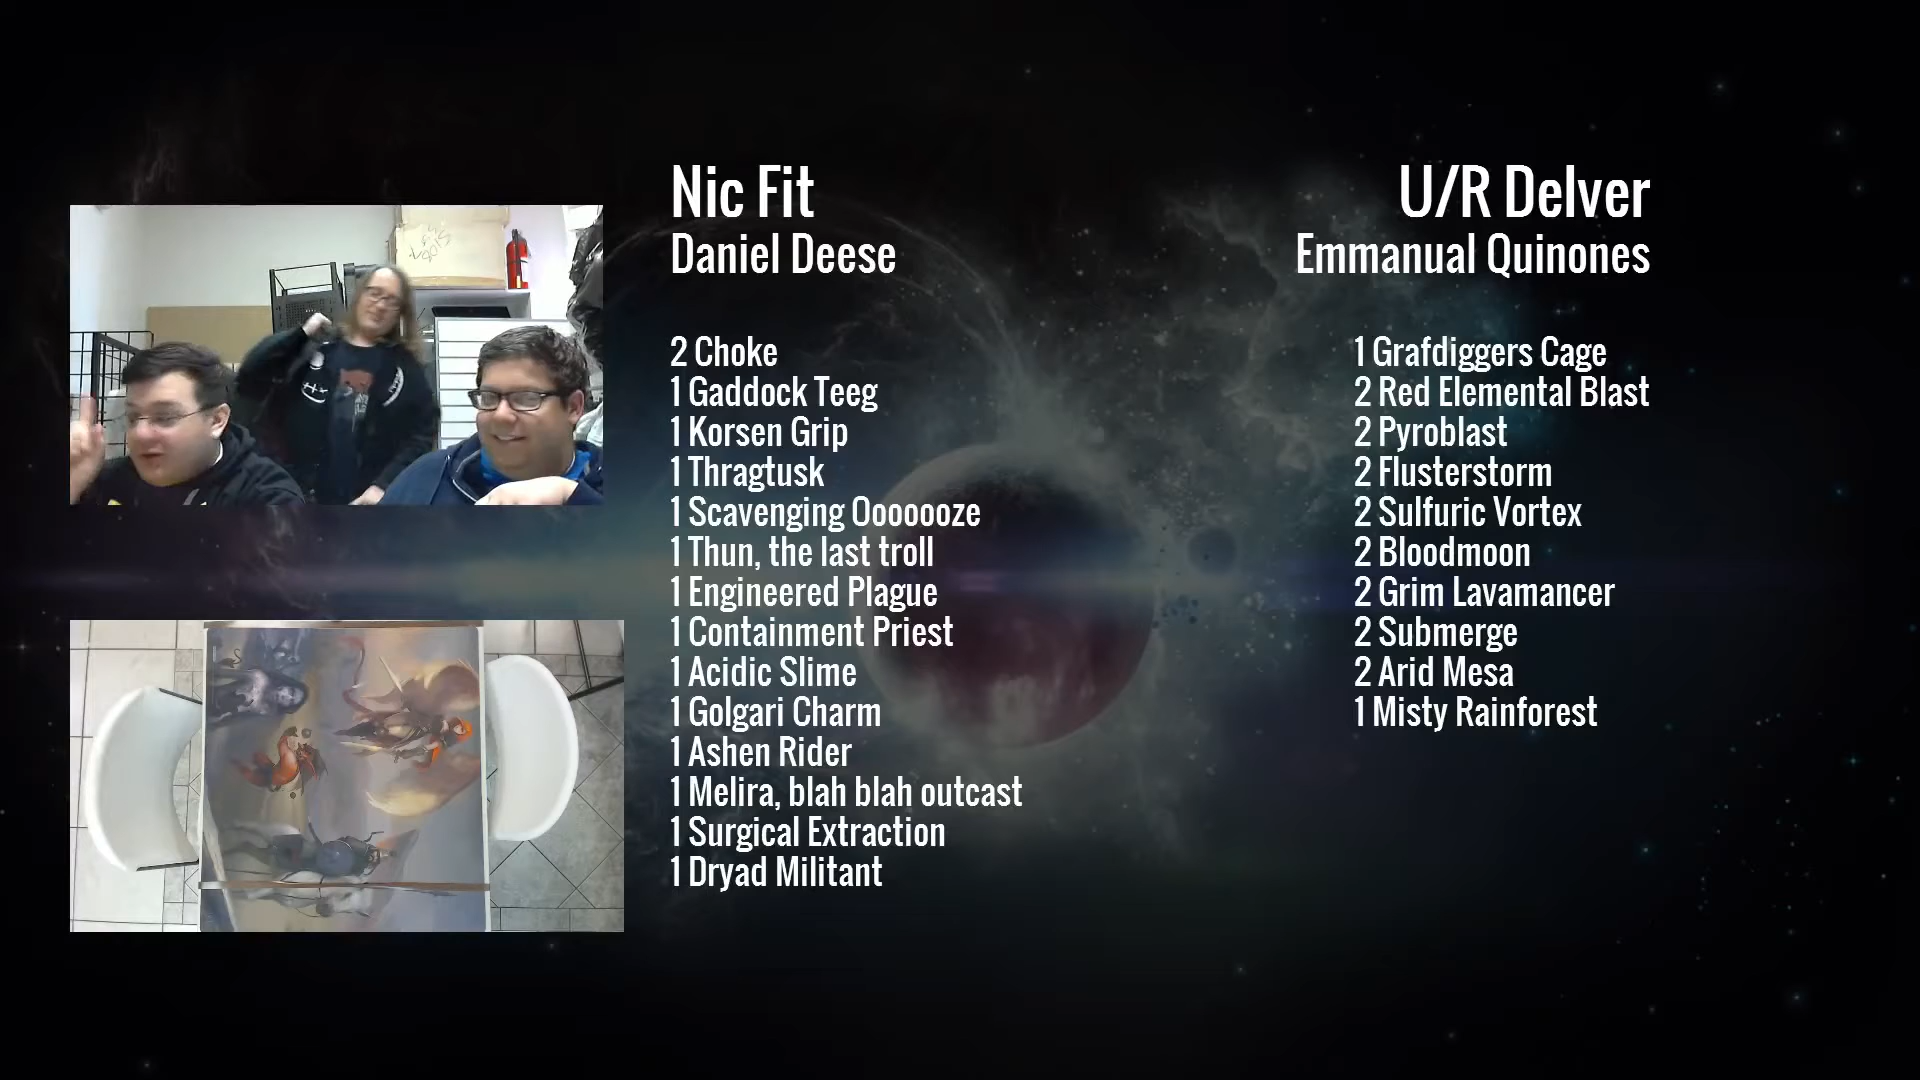 Nic Fit
Daniel Deese
2 Choke
1 Gaddock Teeg
1 Korsen Grip
1 Thragtusk
1 Scavenging Ooooooze
1 Thun, the last troll
1 Engineered Plague
1 Containment Priest
1 Acidic Slime
1 Golgari Charm
1 Ashen Rider
1 Melira, blah blah outcast
1 Surgical Extraction
1 Dryad Militant
U/R Delver
Emmanual Quinones
1 Grafdiggers Cage
2 Red Elemental Blast
2 Pyroblast
2 Flusterstorm
2 Sulfuric Vortex
2 Bloodmoon
2 Grim Lavamancer
2 Submerge
2 Arid Mesa
1 Misty Rainforest